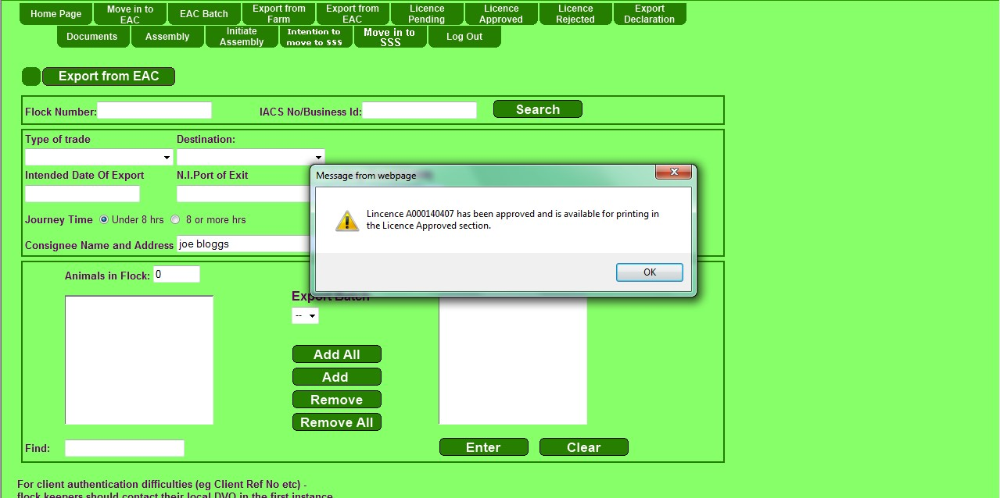 Home Page
Move in to
EAC
EAC Batch
Export from
Farm
Export from
EAC
Licence
Pending
Licence
Approved
Licence
Rejected
Export
Declaration
Documents
Assembly
Initiate
Assembly
Intention to
move to SSS
Move in to
SSS
Log Out
Export from EAC
Flock Number:
IACS No/Business Id:
Search
Type of trade
Destination:
Intended Date Of Export
N.I.Port of Exit
Message from webpage
Lincence A000140407 has been approved and is available for printing in
the Licence Approved section.
OK
Journey Time Under 8 hrs 8 or more hrs
Consignee Name and Address joe bloggs
Animals in Flock: 0
Export Batch
--
Add All
Add
Remove
Remove All
Find:
Enter
Clear
For client authentication difficulties (eg Client Ref No etc) -
flock keepers should contact their local DVO in the first instance